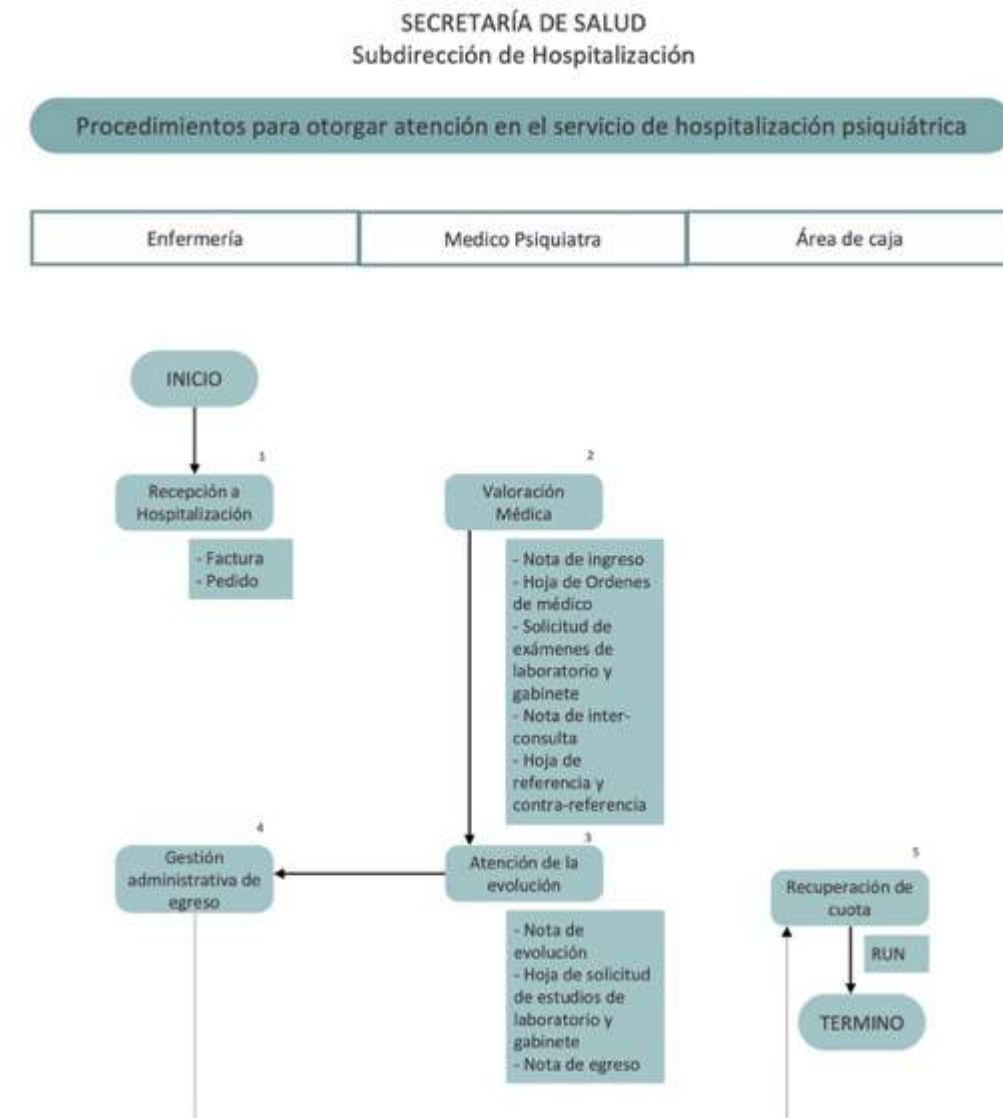 SECRETARÍA DE SALUD
Subdirección de Hospitalización
Procedimientos para otorgar atención en el servicio de hospitalización psiquiátrica
Enfermería
Medico Psiquiatra
Área de caja
INICIO
1
Recepción a
Hospitalización
- Factura
- Pedido
2
Valoración
Médica
- Nota de ingreso
- Hoja de Ordenes
de médico
- Solicitud de
exámenes de
laboratorio y
gabinete
- Nota de inter-
consulta
- Hoja de
referencia y
contra-referencia
3
Atención de la
evolución
- Nota de
evolución
- Hoja de solicitud
de estudios de
laboratorio y
gabinete
- Nota de egreso
4
Gestión
administrativa de
egreso
5
Recuperación de
cuota
RUN
TERMINO